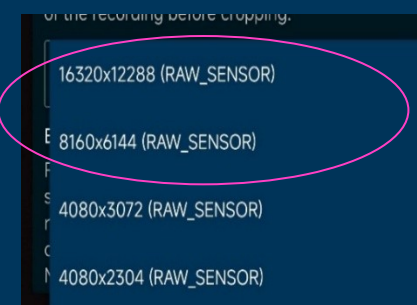 of the recording before cropping.
16320x12288 (RAW_SENSOR)
8160x6144 (RAW_SENSOR)
4080x3072 (RAW_SENSOR)
4080x2304 (RAW_SENSOR)